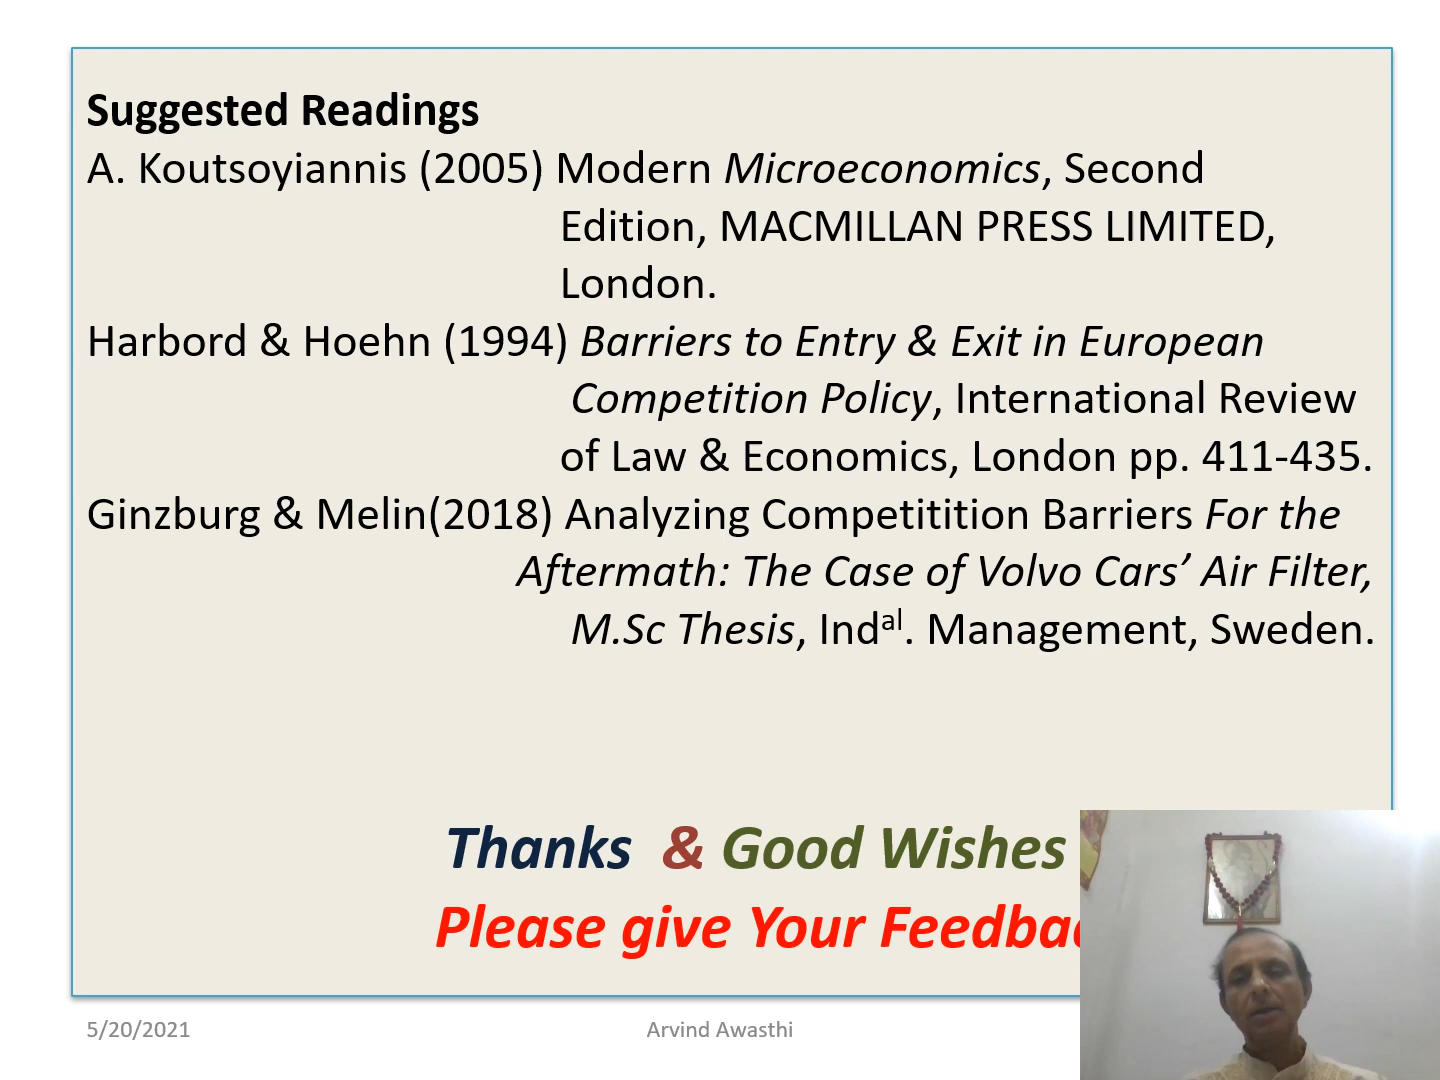 Suggested Readings
A. Koutsoyiannis (2005) Modern Microeconomics, Second
Edition, MACMILLAN PRESS LIMITED,
London.
Harbord & Hoehn (1994) Barriers to Entry & Exit in European
Competition Policy, International Review
of Law & Economics, London pp. 411-435.
Ginzburg & Melin(2018) Analyzing Competitition Barriers For the
Aftermath: The Case of Volvo Cars’ Air Filter,
M.Sc Thesis, Indal. Management, Sweden.
Thanks & Good Wishes
Please give Your
5/20/2021
Arvind Awasthi